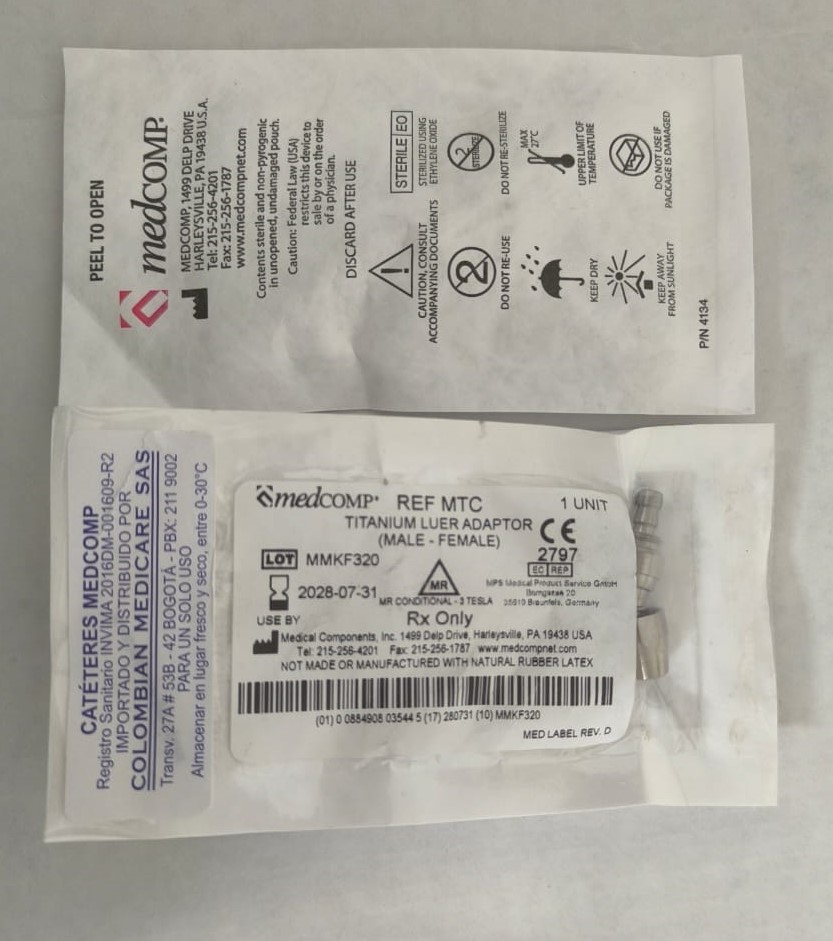 PEEL TO OPEN
medcomp®
MEDCOMP, 1499 DELP DRIVE
HARLEYSVILLE, PA 19438 U.S.A.
Tel: 215-256-4201
Fax: 215-256-1787
www.medcompnet.com
Contents sterile and non-pyrogenic
in unopened, undamaged pouch.
Caution: Federal Law (USA)
restricts this device to
sale by or on the order
of a physician.
DISCARD AFTER USE
CAUTION, CONSULT
ACCOMPANYING DOCUMENTS
STERILE EO
STERILIZED USING
ETHYLENE OXIDE
2
DO NOT RE-USE
2
STERILIZE
DO NOT RE-STERILIZE
KEEP DRY
MAX
27°C
UPPER LIMIT OF
TEMPERATURE
KEEP AWAY
FROM SUNLIGHT
DO NOT USE IF
PACKAGE IS DAMAGED
P/N 4134
CATÉTERES MEDCOMP
Registro Sanitario INVIMA 2016DM-001609-R2
IMPORTADO Y DISTRIBUIDO POR
COLOMBIAN MEDICARE SAS
Transv. 27A # 53B - 42 BOGOTÁ - PBX: 211 9002
PARA UN SOLO USO
Almacenar en lugar fresco y seco, entre 0-30°C
medcomp® REF MTC 1 UNIT
TITANIUM LUER ADAPTOR CE
(MALE - FEMALE)
2797
LOT MMKF320
EC REP
MPS Medical Product Service GmbH
Borngasse 20
35619 Braunfels, Germany
2028-07-31
MR
MR CONDITIONAL - 3 TESLA
USE BY
Rx Only
Medical Components, Inc. 1499 Delp Drive, Harleysville, PA 19438 USA
Tel: 215-256-4201 Fax: 215-256-1787 www.medcompnet.com
NOT MADE OR MANUFACTURED WITH NATURAL RUBBER LATEX
(01) 0 0884908 03544 5 (17) 280731 (10) MMKF320
MED LABEL REV. D